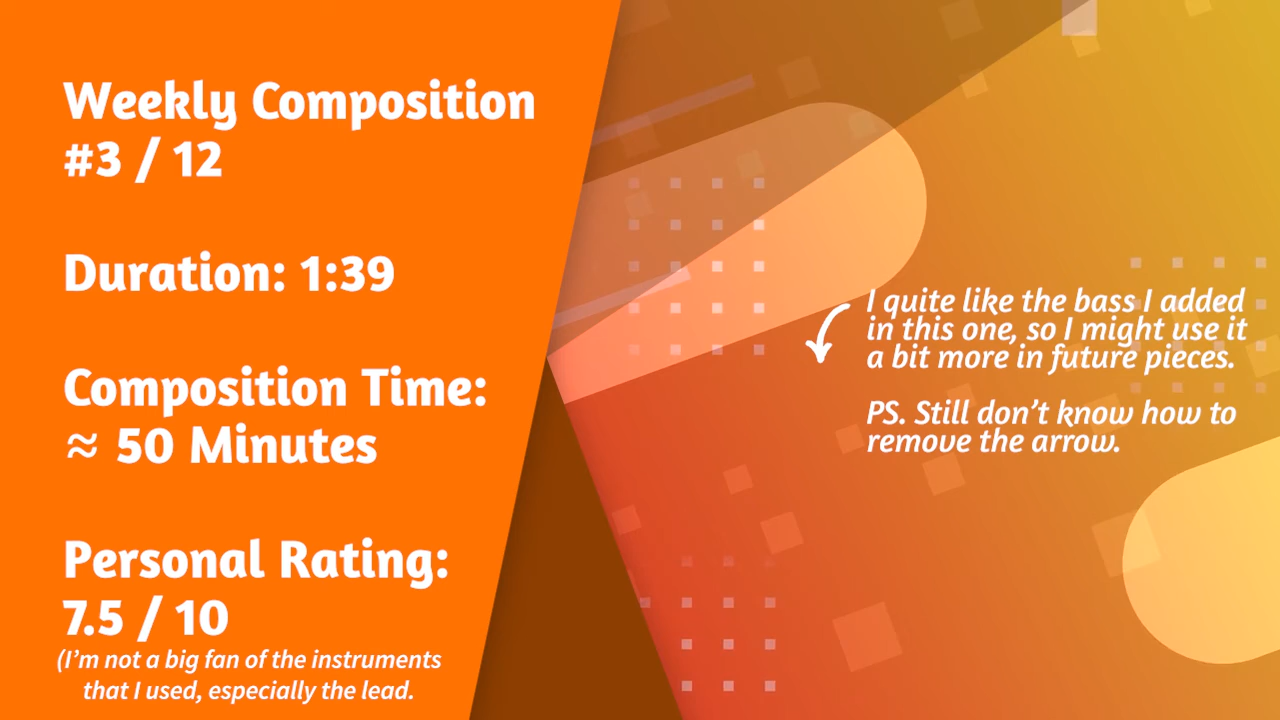 Weekly Composition
#3 / 12
Duration: 1:39
Composition Time:
≈ 50 Minutes
Personal Rating:
7.5 / 10
(I’m not a big fan of the instruments
that I used, especially the lead.
I quite like the bass I added
in this one, so I might use it
a bit more in future pieces.
PS. Still don’t know how to
remove the arrow.